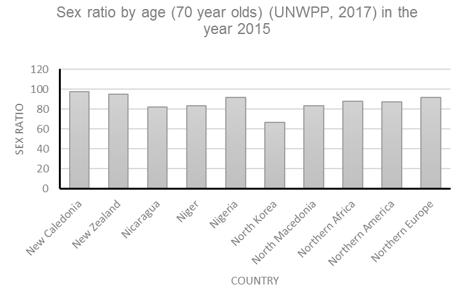 Sex ratio by age (70 year olds) (UNWPP, 2017) in the
year 2015
120
100
80
60
40
20
0
SEX RATIO
New Caledonia
New Zealand
Nicaragua
Niger
Nigeria
North Korea
North Macedonia
Northern Africa
Northern America
Northern Europe
COUNTRY